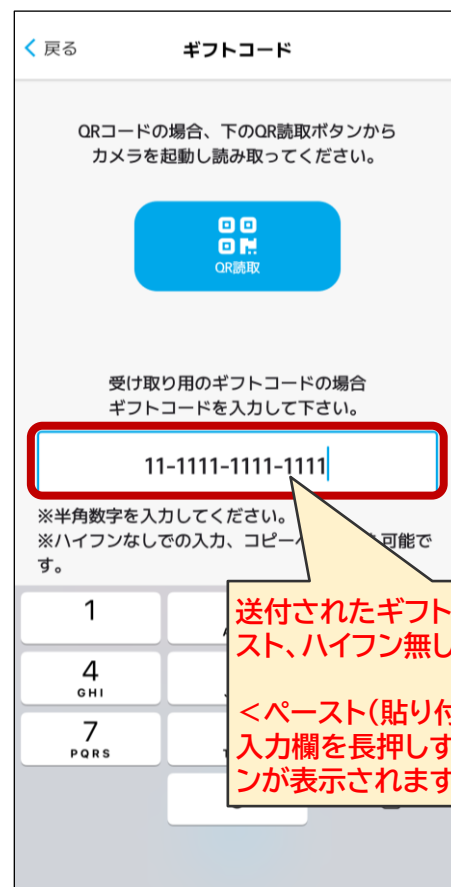 戻る
ギフトコード
QRコードの場合、下のQR読取ボタンから
カメラを起動し読み取ってください。
QR読取
受け取り用のギフトコードの場合
ギフトコードを入力して下さい。
11-1111-1111-1111
※半角数字を入力してください。
※ハイフンなしでの入力、コピー
可能で
す。
送付されたギフト
スト、ハイフン無し
＜ペースト（貼り付
入力欄を長押しす
ンが表示されます
1
4
GHI
7
PQRS